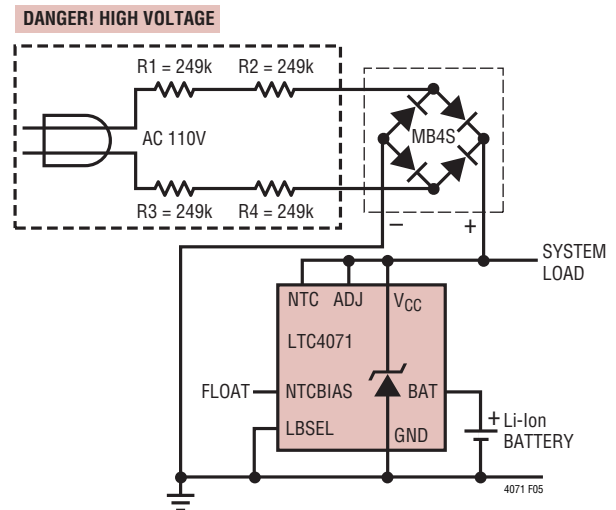 DANGER! HIGH VOLTAGE
R1 = 249k R2 = 249k
AC 110V
MB4S
R3 = 249k R4 = 249k
– +
SYSTEM
LOAD
NTC ADJ VCC
LTC4071
FLOAT NTCBIAS BAT
LBSEL
GND
+ Li-Ion
BATTERY
4071 F05